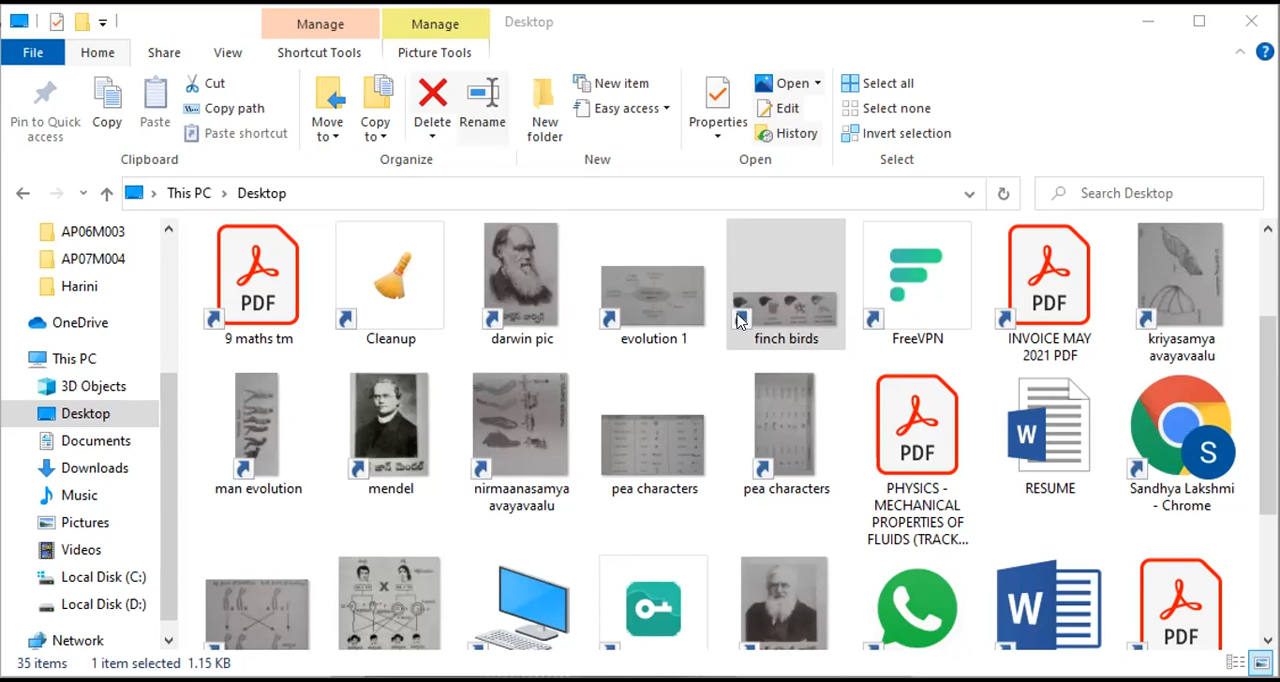 Manage
Manage
Desktop
File
Home
Share
View
Shortcut Tools
Picture Tools
Pin to Quick
access
Copy
Paste
Cut
Copy path
Paste shortcut
Clipboard
Move
to
Copy
to
Delete
Rename
Organize
New
folder
New item
Easy access
New
Properties
Open
Edit
History
Open
Select all
Select none
Invert selection
Select
This PC
Desktop
Search Desktop
AP06M003
AP07M004
Harini
OneDrive
This PC
3D Objects
Desktop
Documents
Downloads
Music
Pictures
Videos
Local Disk (C:)
Local Disk (D:)
Network
PDF
9 maths tm
Cleanup
darwin pic
evolution 1
finch birds
FreeVPN
PDF
INVOICE MAY
2021 PDF
kriyasamya
avayavaalu
man evolution
జాన్ మెండల్
mendel
nirmaanasamya
avayavaalu
pea characters
pea characters
PDF
PHYSICS -
MECHANICAL
PROPERTIES OF
FLUIDS (TRACK...
W
RESUME
S
Sandhya Lakshmi
- Chrome
X
W
PDF
35 items
1 item selected 1.15 KB